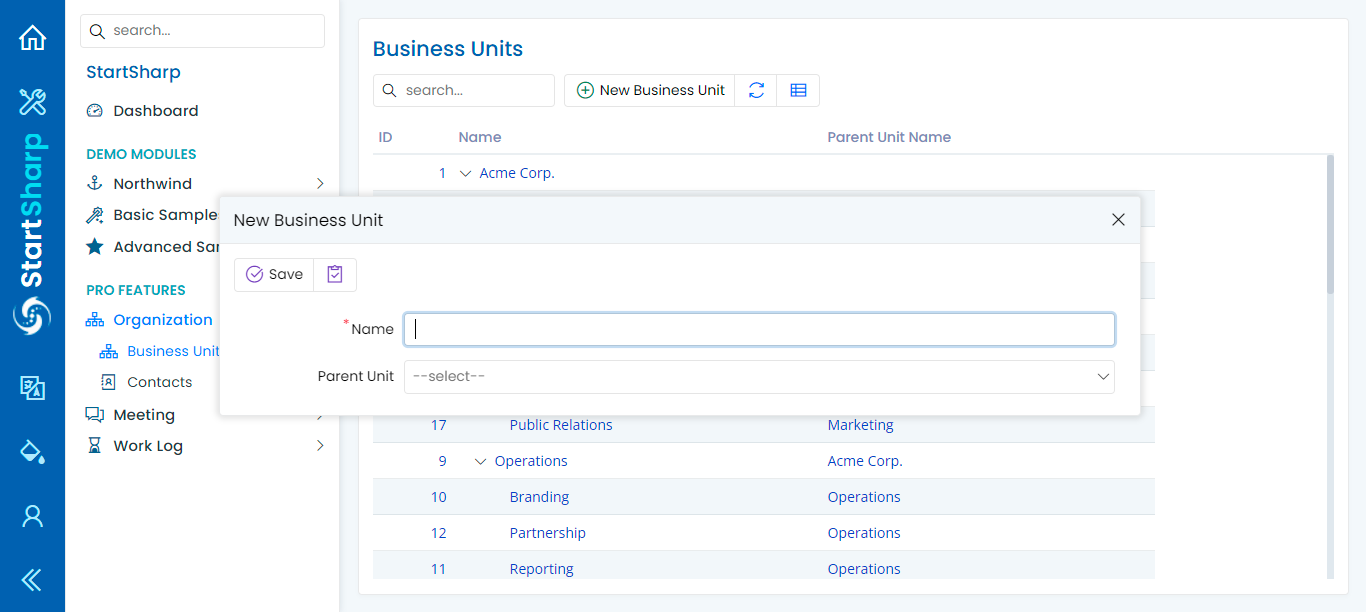 StartSharp
search...
StartSharp
Dashboard
DEMO MODULES
Northwind
Basic Sample
Advanced Sar
PRO FEATURES
Organization
Business Unit
Contacts
Meeting
Work Log
Business Units
search...
New Business Unit
ID Name Parent Unit Name
1 Acme Corp.
New Business Unit
Save
* Name
Parent Unit --select--
17 Public Relations Marketing
9 Operations Acme Corp.
10 Branding Operations
12 Partnership Operations
11 Reporting Operations